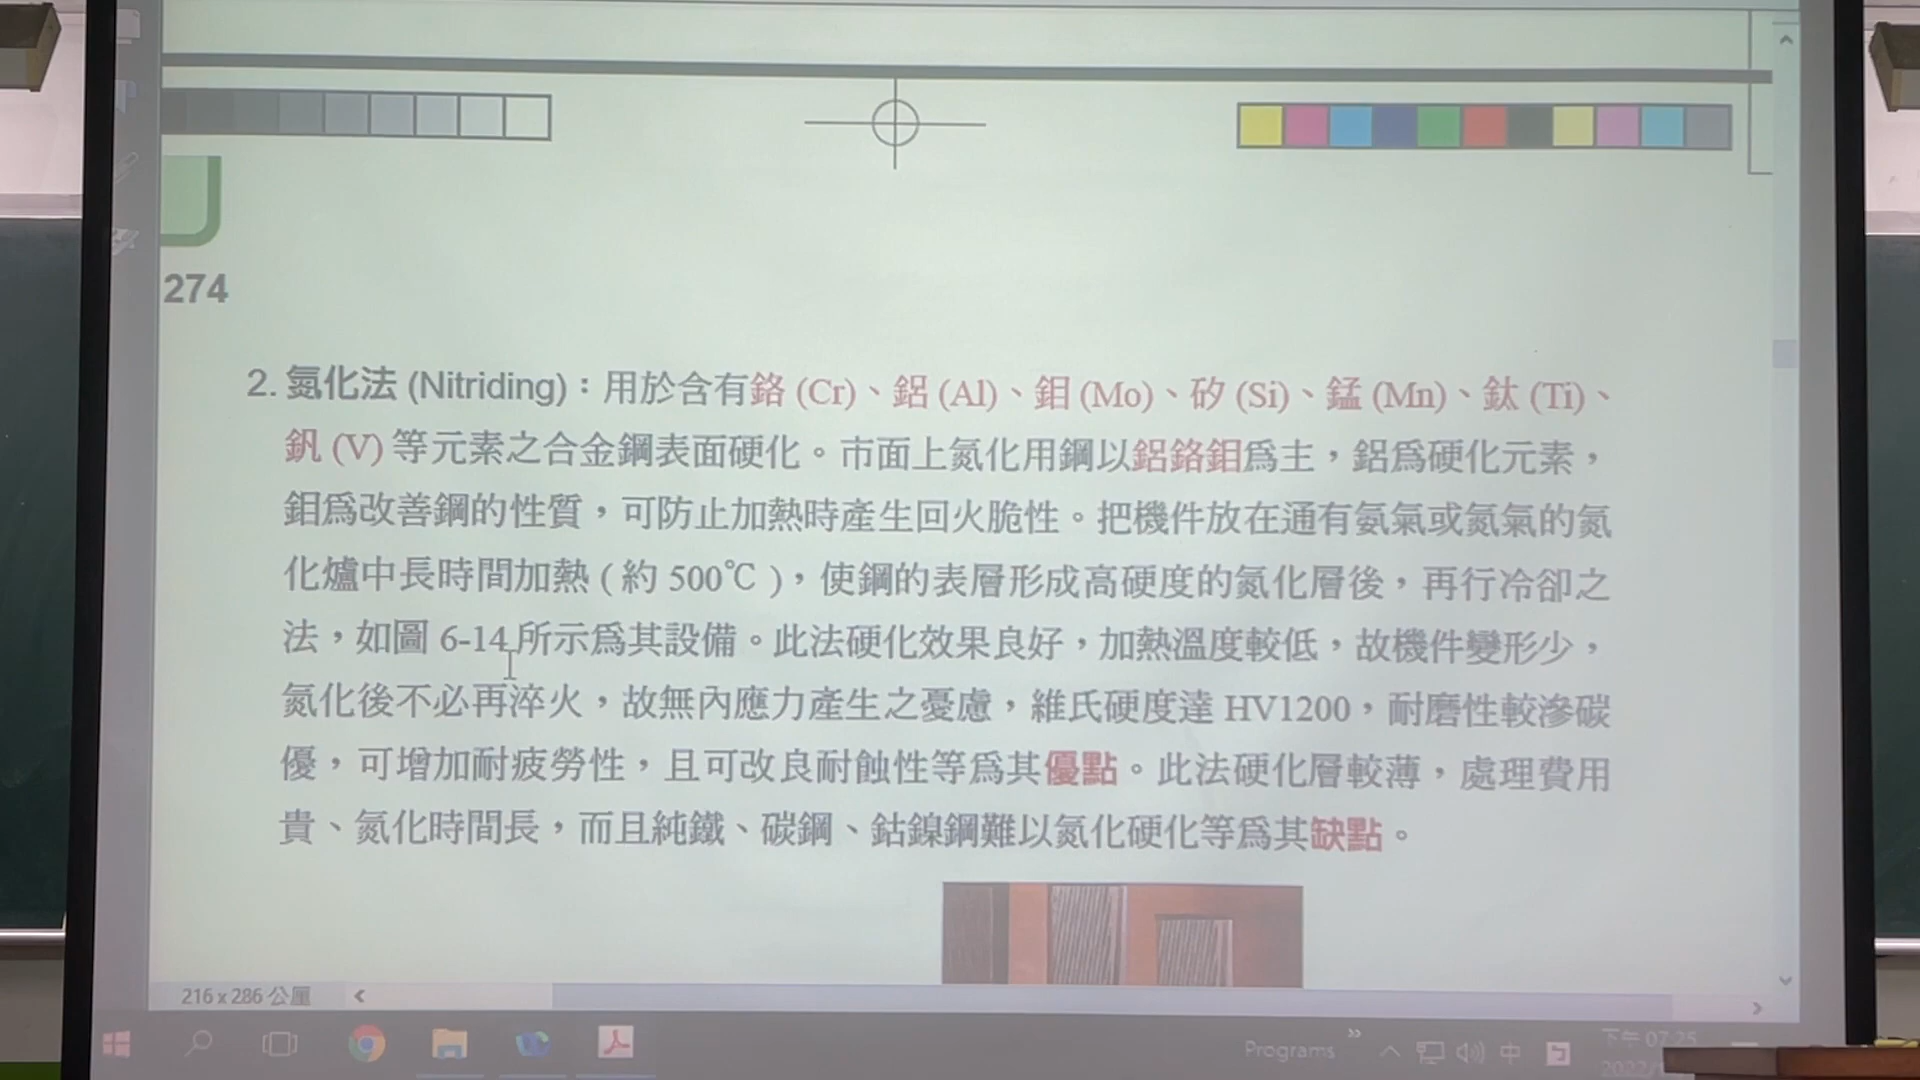 274
2. 氮化法 (Nitriding)：用於含有鉻 (Cr)、鋁 (Al)、鉬 (Mo)、矽 (Si)、錳 (Mn)、鈦 (Ti)、
釩 (V) 等元素之合金鋼表面硬化。市面上氮化用鋼以鋁鉻鉬爲主，鋁爲硬化元素，
鉬爲改善鋼的性質，可防止加熱時產生回火脆性。把機件放在通有氨氣或氮氣的氮
化爐中長時間加熱 ( 約 500℃ )，使鋼的表層形成高硬度的氮化層後，再行冷卻之
法，如圖 6-14 所示爲其設備。此法硬化效果良好，加熱溫度較低，故機件變形少，
氮化後不必再淬火，故無內應力產生之憂慮，維氏硬度達 HV1200，耐磨性較滲碳
優，可增加耐疲勞性，且可改良耐蝕性等爲其優點。此法硬化層較薄，處理費用
貴、氮化時間長，而且純鐵、碳鋼、鈷鎳鋼難以氮化硬化等爲其缺點。
216 x 286 公厘
Programs
中
下午 07:25
2022/